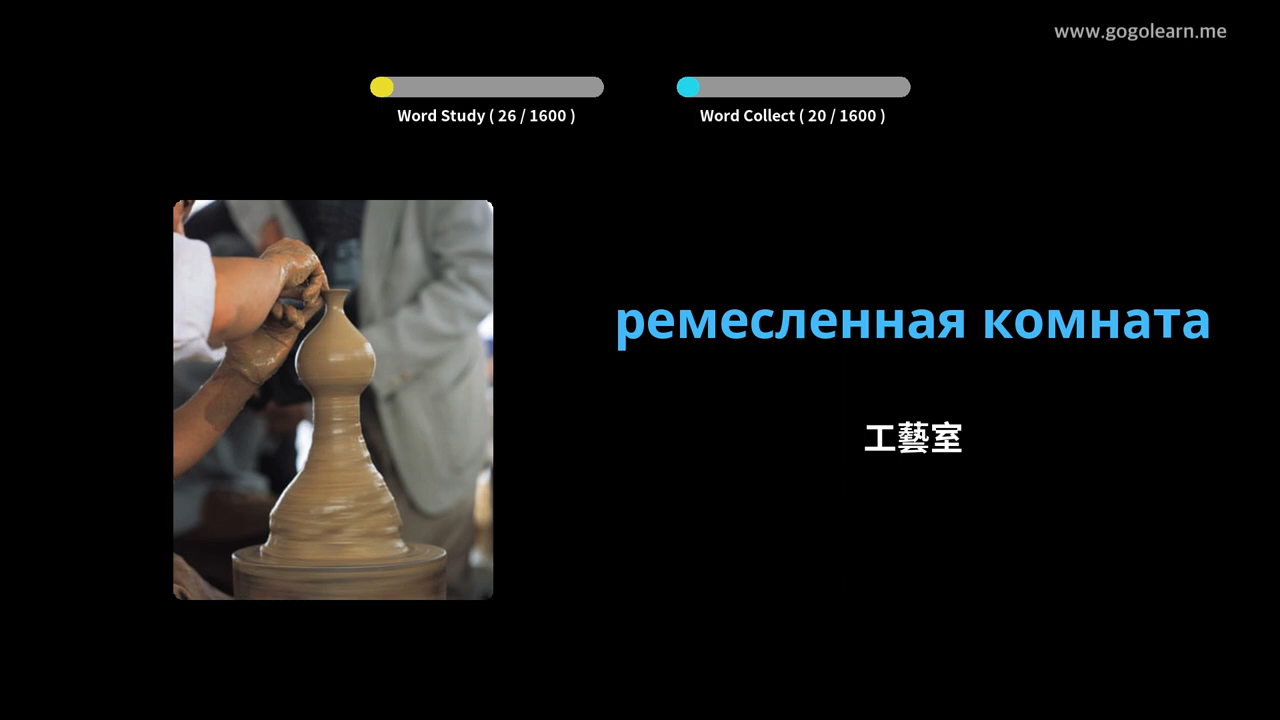 www.gogolearn.me
Word Study ( 26 / 1600 )
Word Collect ( 20 / 1600 )
ремесленная комната
工藝室